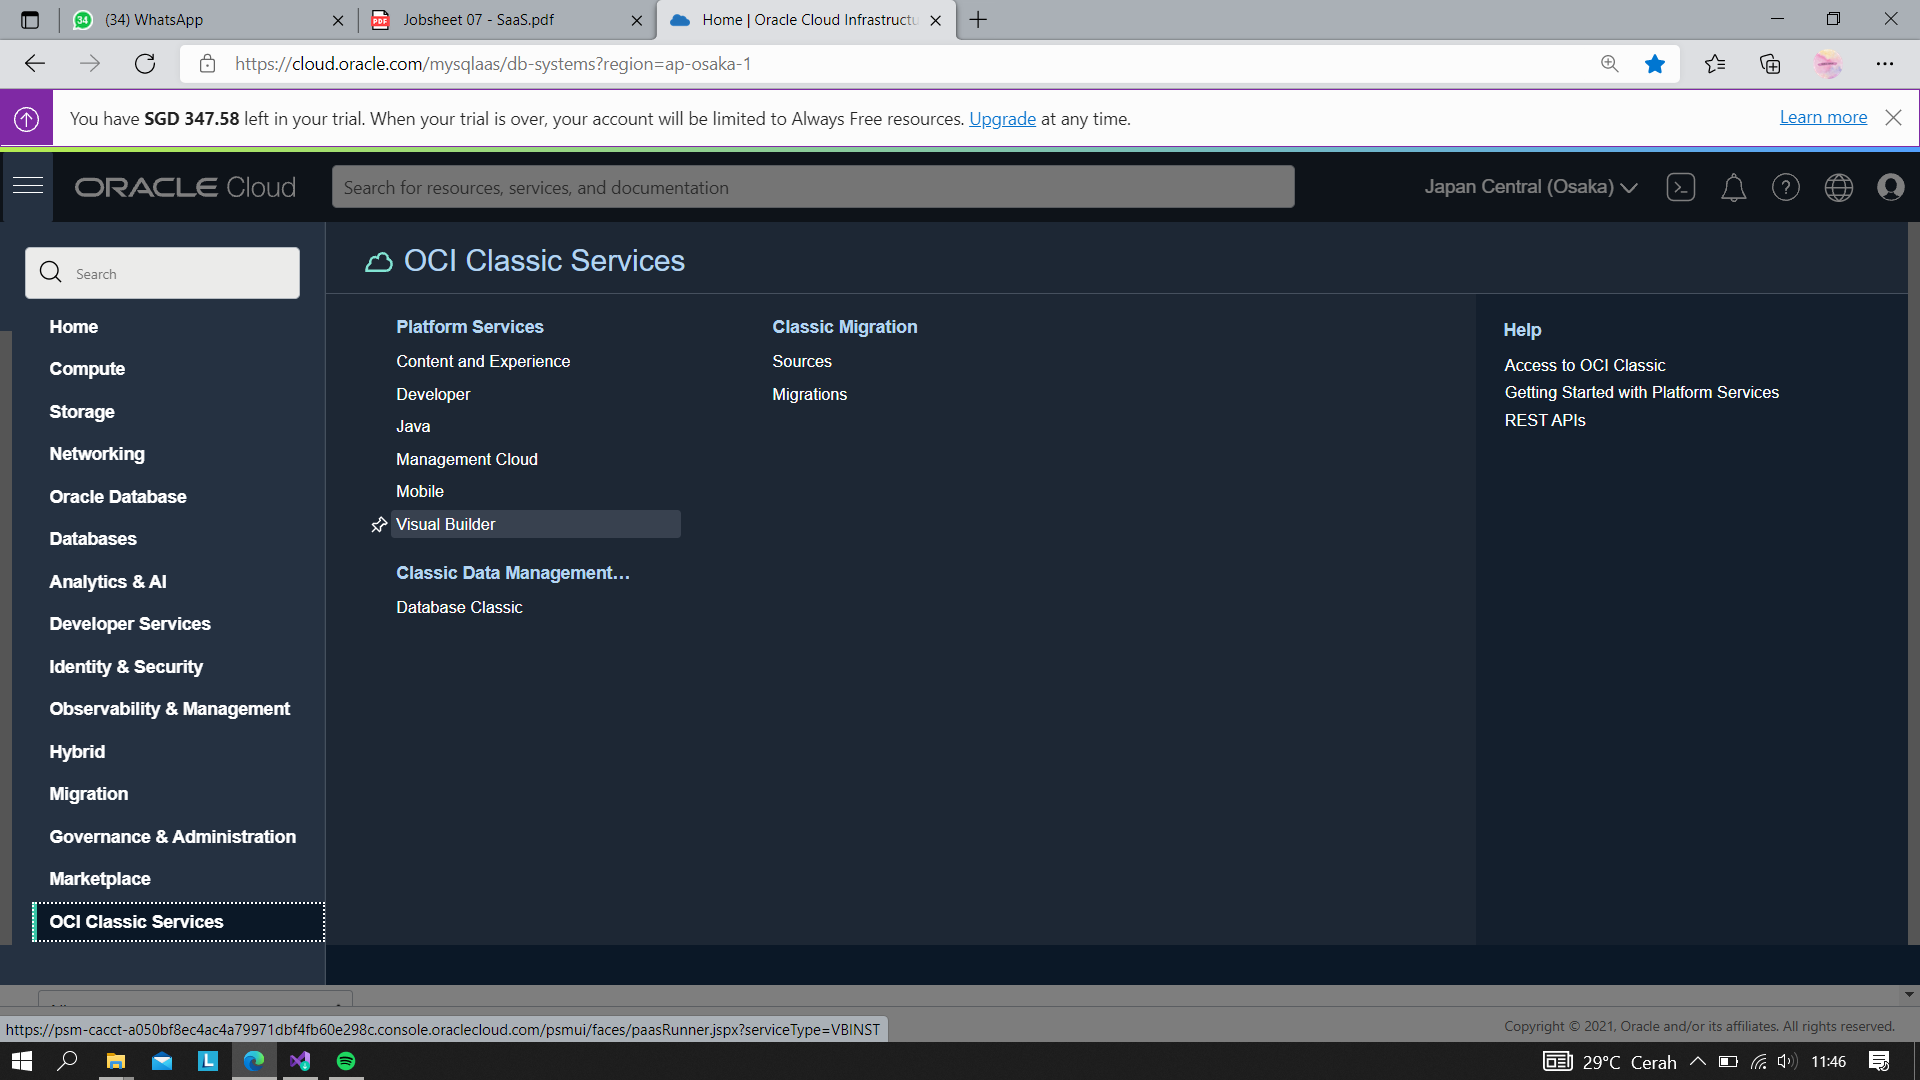 (34) WhatsApp
Jobsheet 07 - SaaS.pdf
Home | Oracle Cloud Infrastructu
https://cloud.oracle.com/mysqlaas/db-systems?region=ap-osaka-1
You have SGD 347.58 left in your trial. When your trial is over, your account will be limited to Always Free resources. Upgrade at any time.
Learn more
ORACLE Cloud
Search for resources, services, and documentation
Japan Central (Osaka)
Search
Home
Compute
Storage
Networking
Oracle Database
Databases
Analytics & AI
Developer Services
Identity & Security
Observability & Management
Hybrid
Migration
Governance & Administration
Marketplace
OCI Classic Services
OCI Classic Services
Platform Services
Content and Experience
Developer
Java
Management Cloud
Mobile
Visual Builder
Classic Data Management...
Database Classic
Classic Migration
Sources
Migrations
Help
Access to OCI Classic
Getting Started with Platform Services
REST APIs
https://psm-cacct-a050bf8ec4ac4a79971dbf4fb60e298c.console.oraclecloud.com/psmui/faces/paasRunner.jspx?serviceType=VBINST
Copyright © 2021, Oracle and/or its affiliates. All rights reserved.
29°C Cerah
11:46